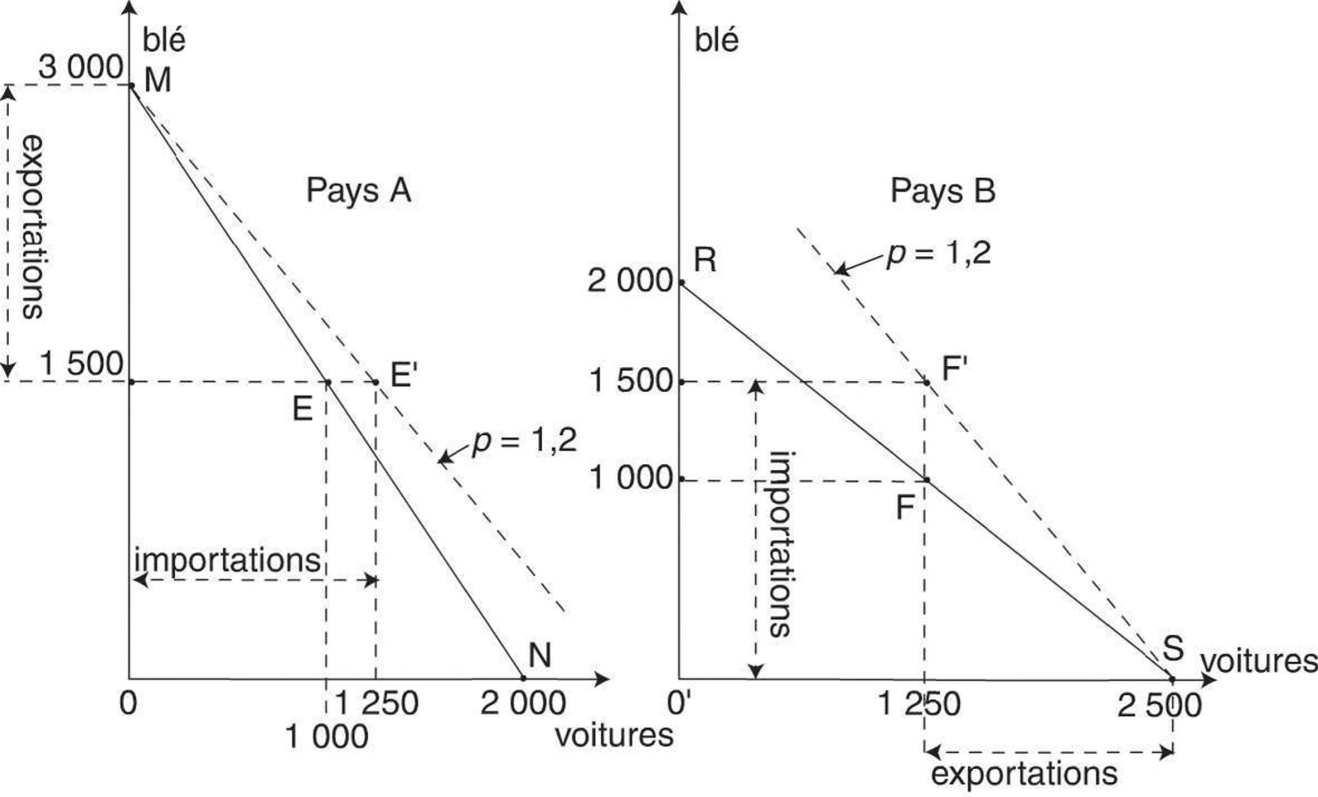 blé
3 000
M
exportations
Pays A
1 500
E'
E
p = 1,2
importations
N
0
1 250
2 000
1 000
voitures
blé
Pays B
p = 1,2
R
2 000
F'
1 500
importations
1 000
F
S
voitures
0'
1 250
2 500
exportations